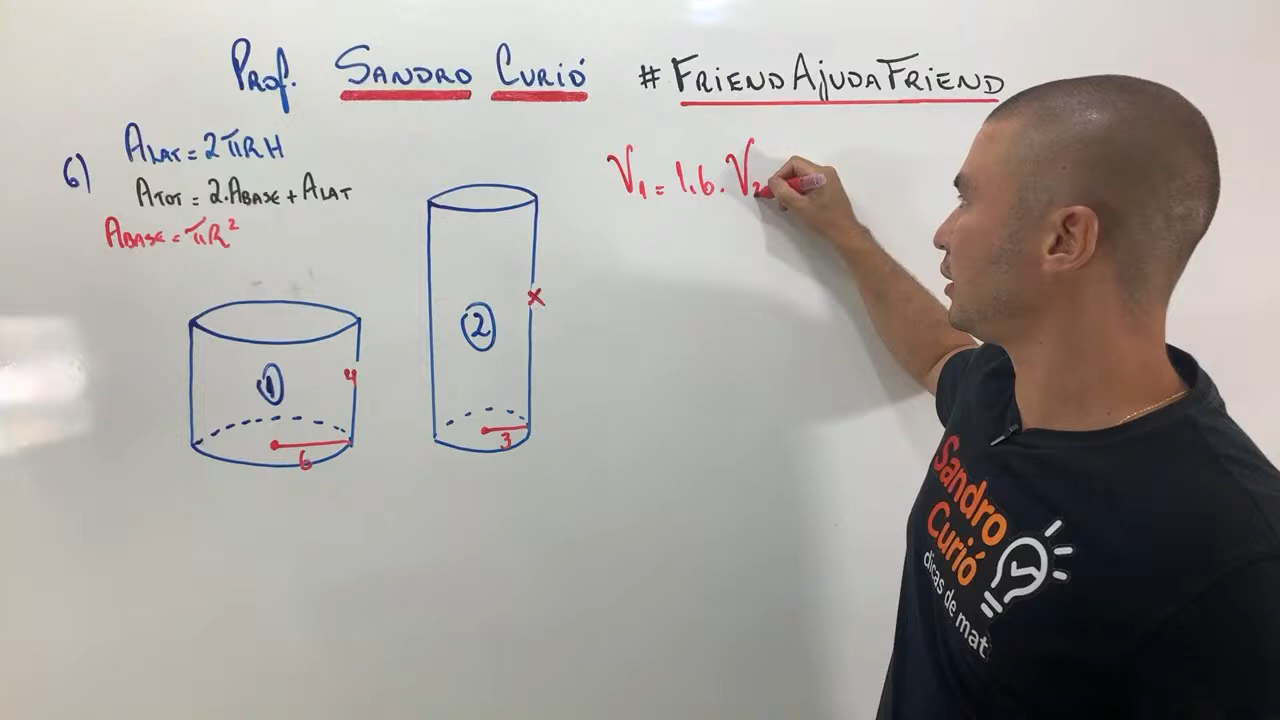 Prof. Sandro Curió #FriendAjudaFriend
6)
ALAT = 2πRH
ATOT = 2.ABASE + ALAT
ABASE = πR²
V1 = 1,6 . V2
1
4
6
2
x
3
Sandro
Curió
dicas de mat